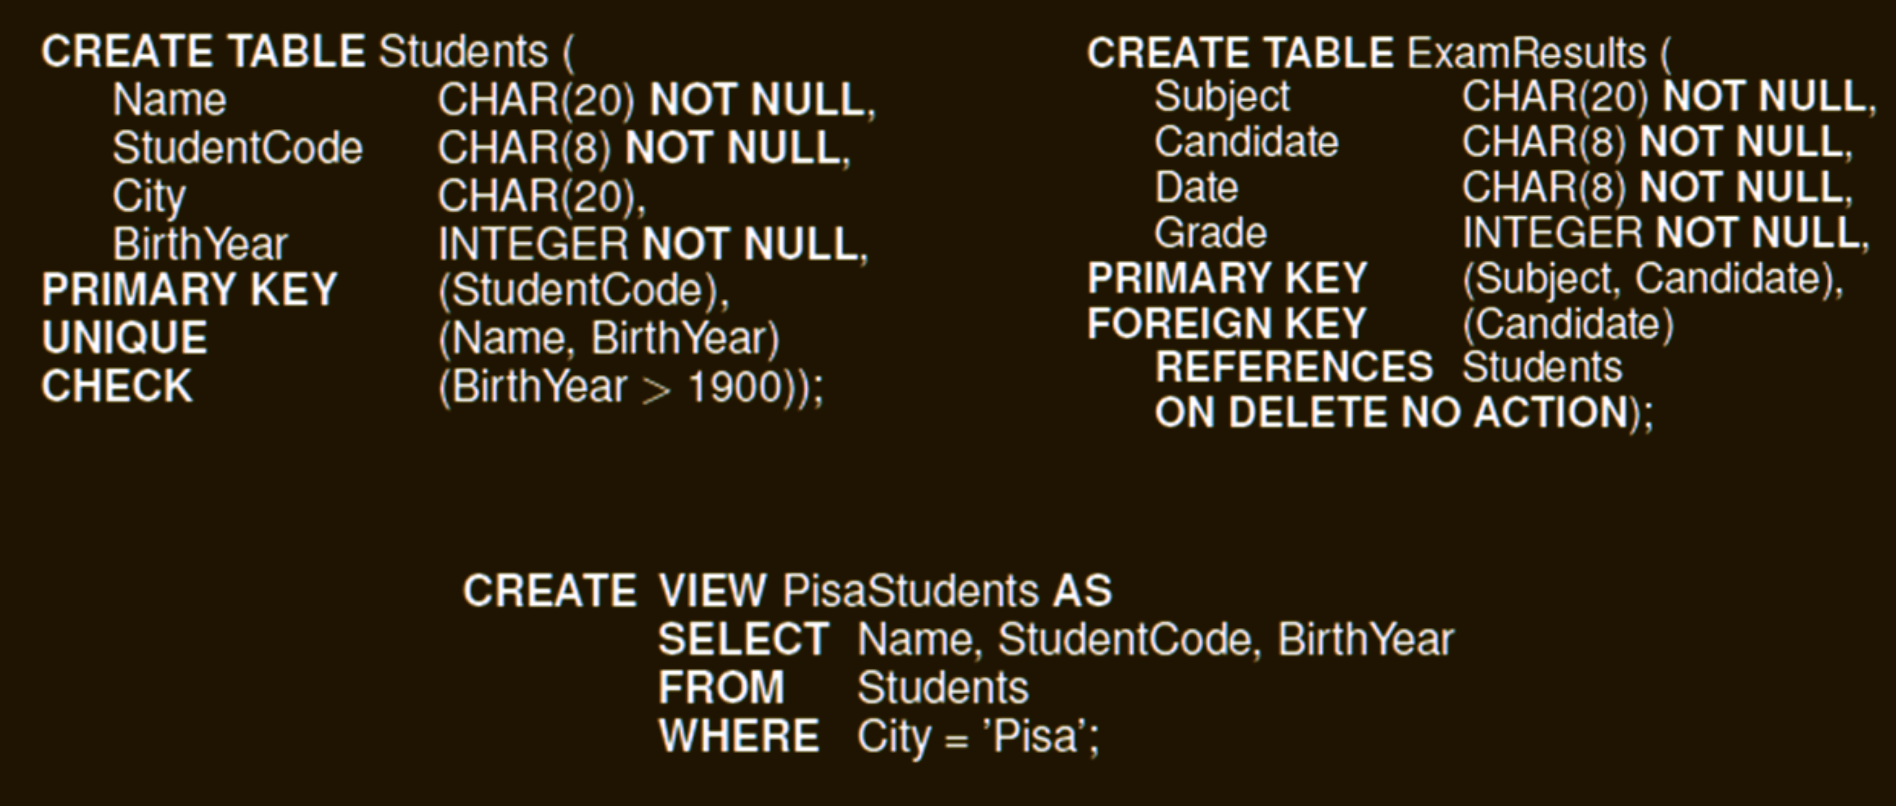 CREATE TABLE Students (
Name CHAR(20) NOT NULL,
StudentCode CHAR(8) NOT NULL,
City CHAR(20),
BirthYear INTEGER NOT NULL,
PRIMARY KEY (StudentCode),
UNIQUE (Name, BirthYear)
CHECK (BirthYear > 1900));
CREATE TABLE ExamResults (
Subject CHAR(20) NOT NULL,
Candidate CHAR(8) NOT NULL,
Date CHAR(8) NOT NULL,
Grade INTEGER NOT NULL,
PRIMARY KEY (Subject, Candidate),
FOREIGN KEY (Candidate)
REFERENCES Students
ON DELETE NO ACTION);
CREATE VIEW PisaStudents AS
SELECT Name, StudentCode, BirthYear
FROM Students
WHERE City = ’Pisa’;